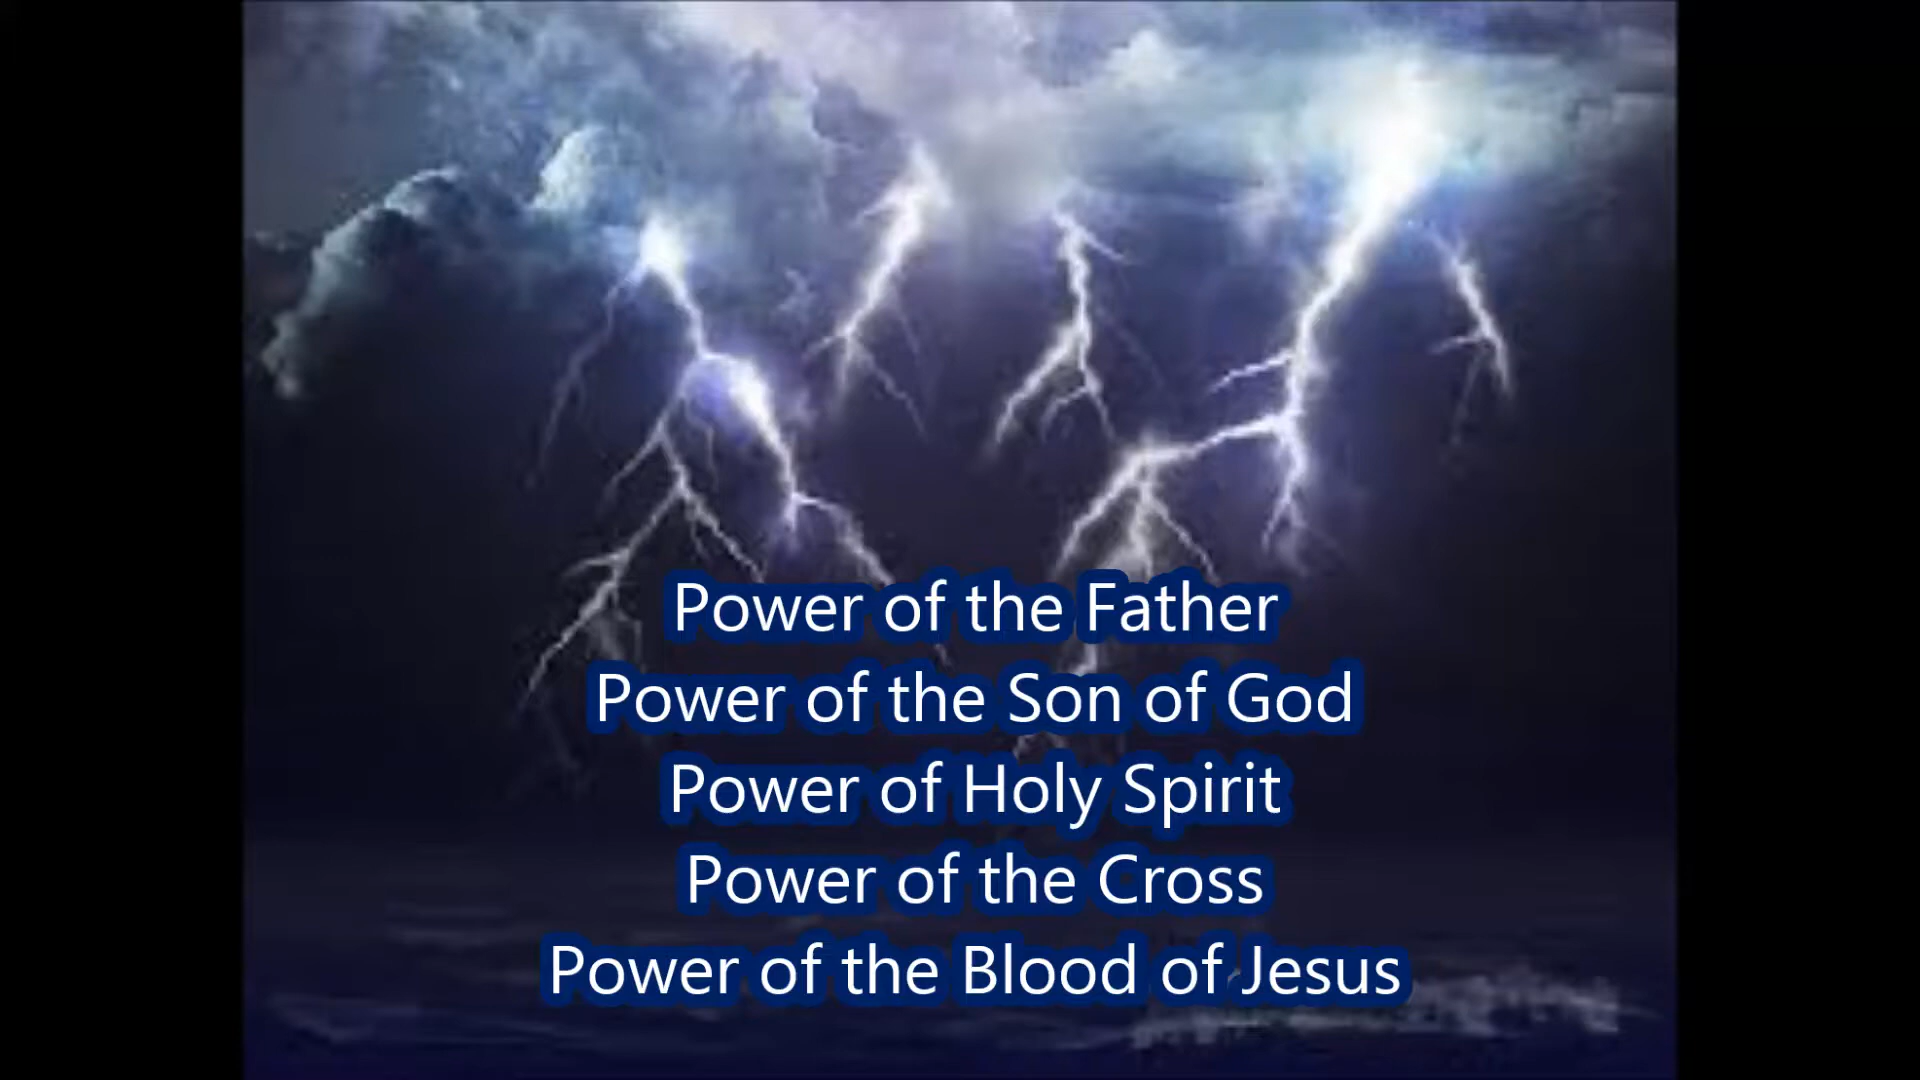 Power of the Father
Power of the Son of God
Power of Holy Spirit
Power of the Cross
Power of the Blood of Jesus